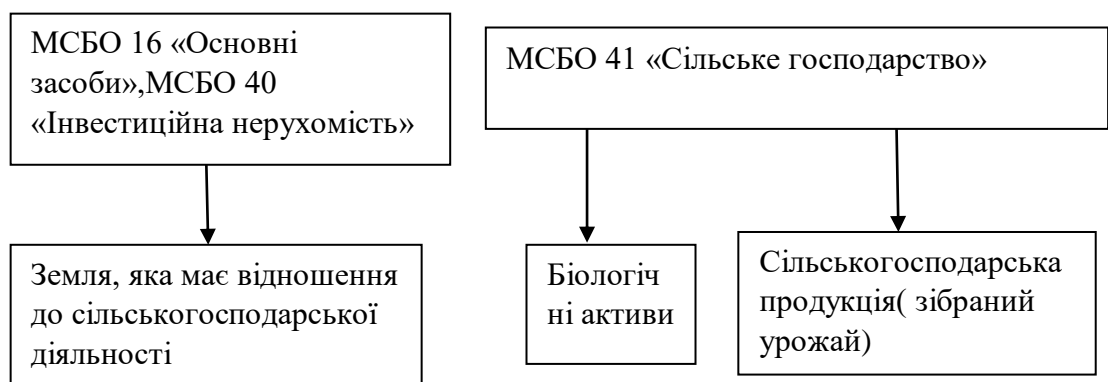 МСБО 16 «Основні
засоби»,МСБО 40
«Інвестиційна нерухомість»
МСБО 41 «Сільське господарство»
Земля, яка має відношення
до сільськогосподарської
діяльності
Біологіч
ні активи
Сільськогосподарська
продукція( зібраний
урожай)